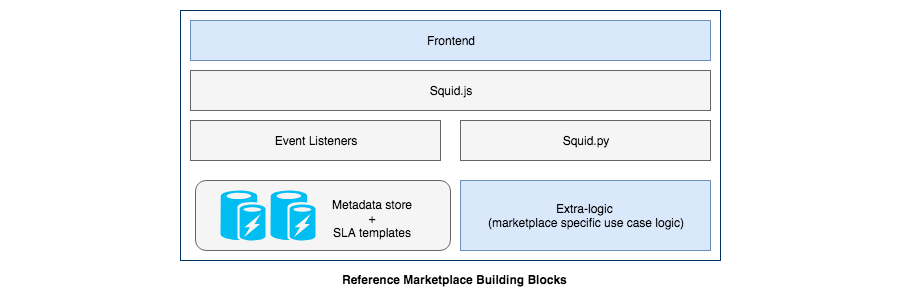 Frontend
Squid.js
Event Listeners
Squid.py
Metadata store
+
SLA templates
Extra-logic
(marketplace specific use case logic)
Reference Marketplace Building Blocks